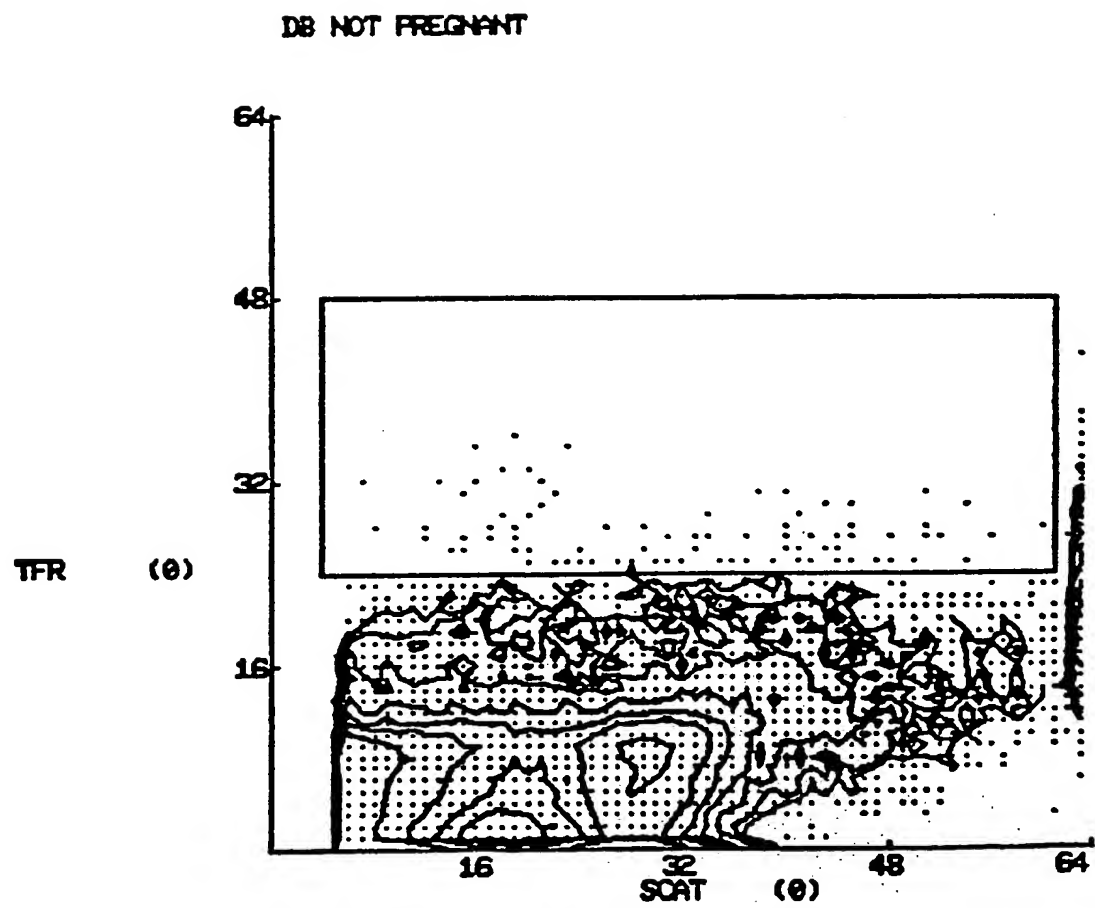 DB NOT PREGNANT
64
48
32
TFR (0)
16
16 32 48 64
SCAT (0)